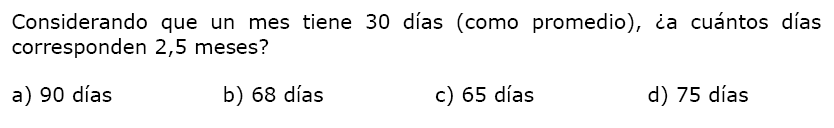 Considerando que un mes tiene 30 días (como promedio), ¿a cuántos días
corresponden 2,5 meses?
a) 90 días b) 68 días c) 65 días d) 75 días